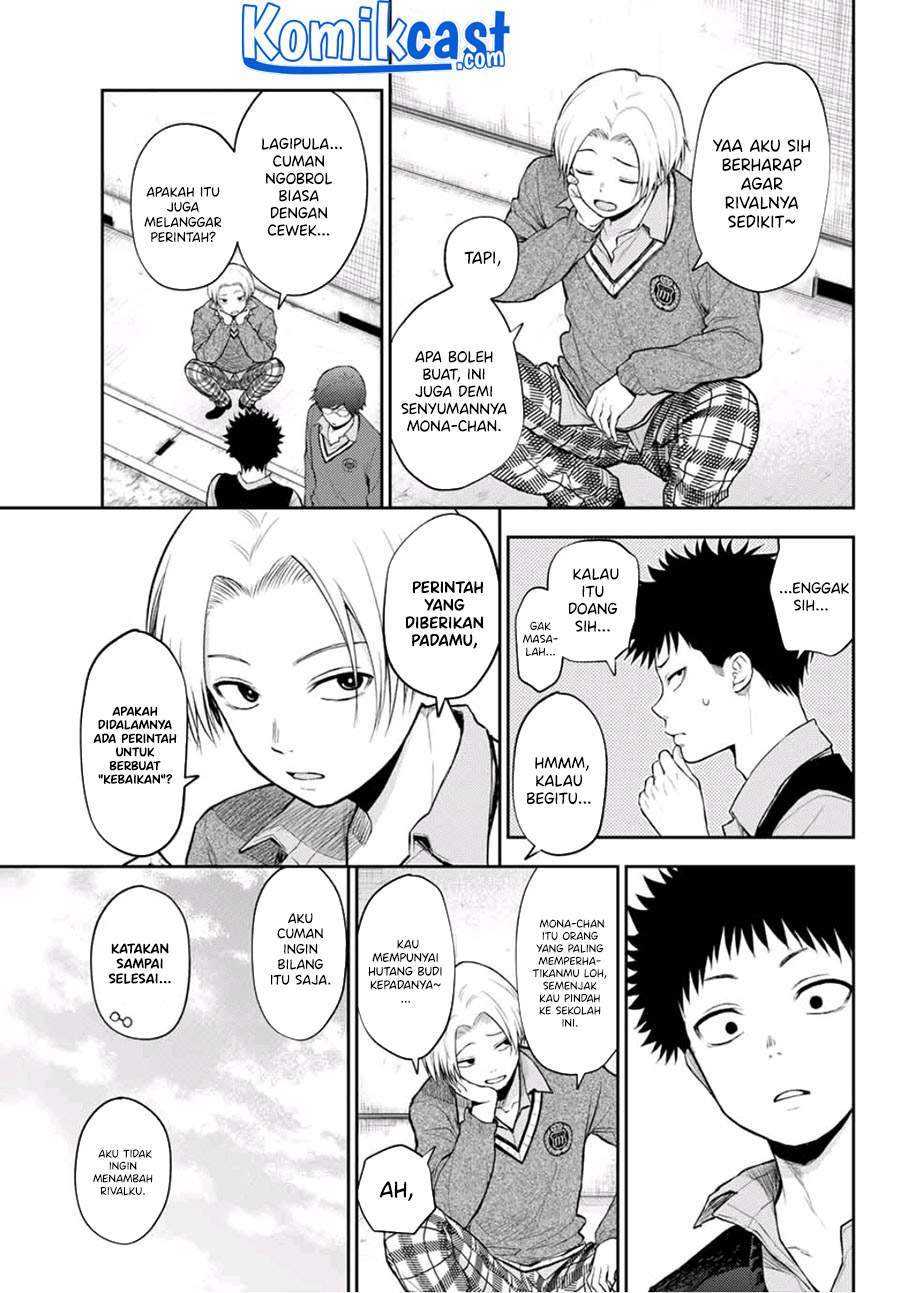 Komikcast
.com
YAA AKU SIH
BERHARAP
AGAR
RIVALNYA
SEDIKIT~
TAPI,
APA BOLEH
BUAT, INI
JUGA DEMI
SENYUMANNYA
MONA-CHAN.
LAGIPULA...
CUMAN
NGOBROL
BIASA
DENGAN
CEWEK...
APAKAH ITU
JUGA
MELANGGAR
PERINTAH?
...ENGGAK
SIH...
KALAU
ITU
DOANG
SIH...
GAK
MASA-
LAH...
HMMM,
KALAU
BEGITU...
PERINTAH
YANG
DIBERIKAN
PADAMU,
APAKAH
DIDALAMNYA
ADA PERINTAH
UNTUK
BERBUAT
"KEBAIKAN"?
MONA-CHAN
ITU ORANG
YANG PALING
MEMPERHA-
TIKANMU LOH,
SEMENJAK
KAU PINDAH
KE SEKOLAH
INI.
KAU
MEMPUNYAI
HUTANG BUDI
KEPADANYA~
....
AH,
AKU
CUMAN
INGIN
BILANG
ITU SAJA.
KATAKAN
SAMPAI
SELESAI...
AKU TIDAK
INGIN
MENAMBAH
RIVALKU.